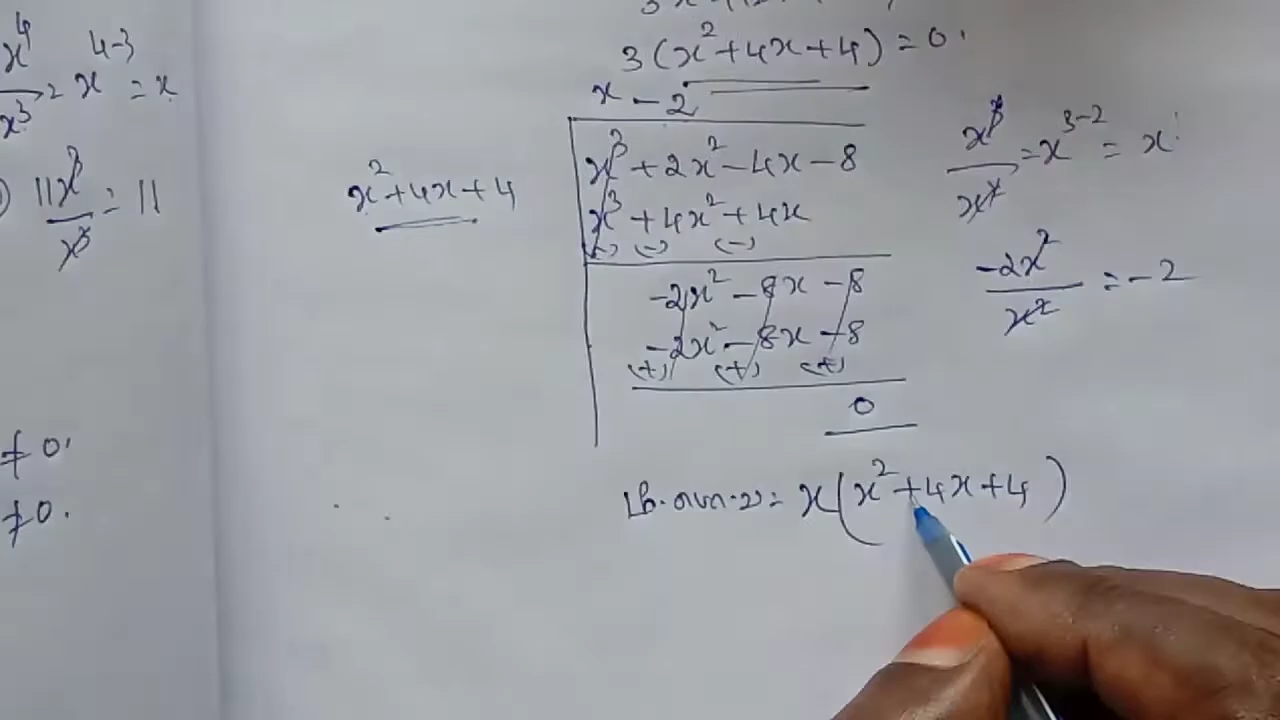 x⁴/x³ = x⁴⁻³ = x
11x³/x³ = 11
≠ 0.
≠ 0.
3(x²+4x+4) = 0.
x - 2
x²+4x+4
x³ + 2x² - 4x - 8
x³ + 4x² + 4x
(-) (-) (-)
-2x² - 8x - 8
-2x² - 8x - 8
(+) (+) (+)
0
x³/x² = x³⁻² = x
-2x²/x² = -2
மீ.பொ.வ = x(x²+4x+4)